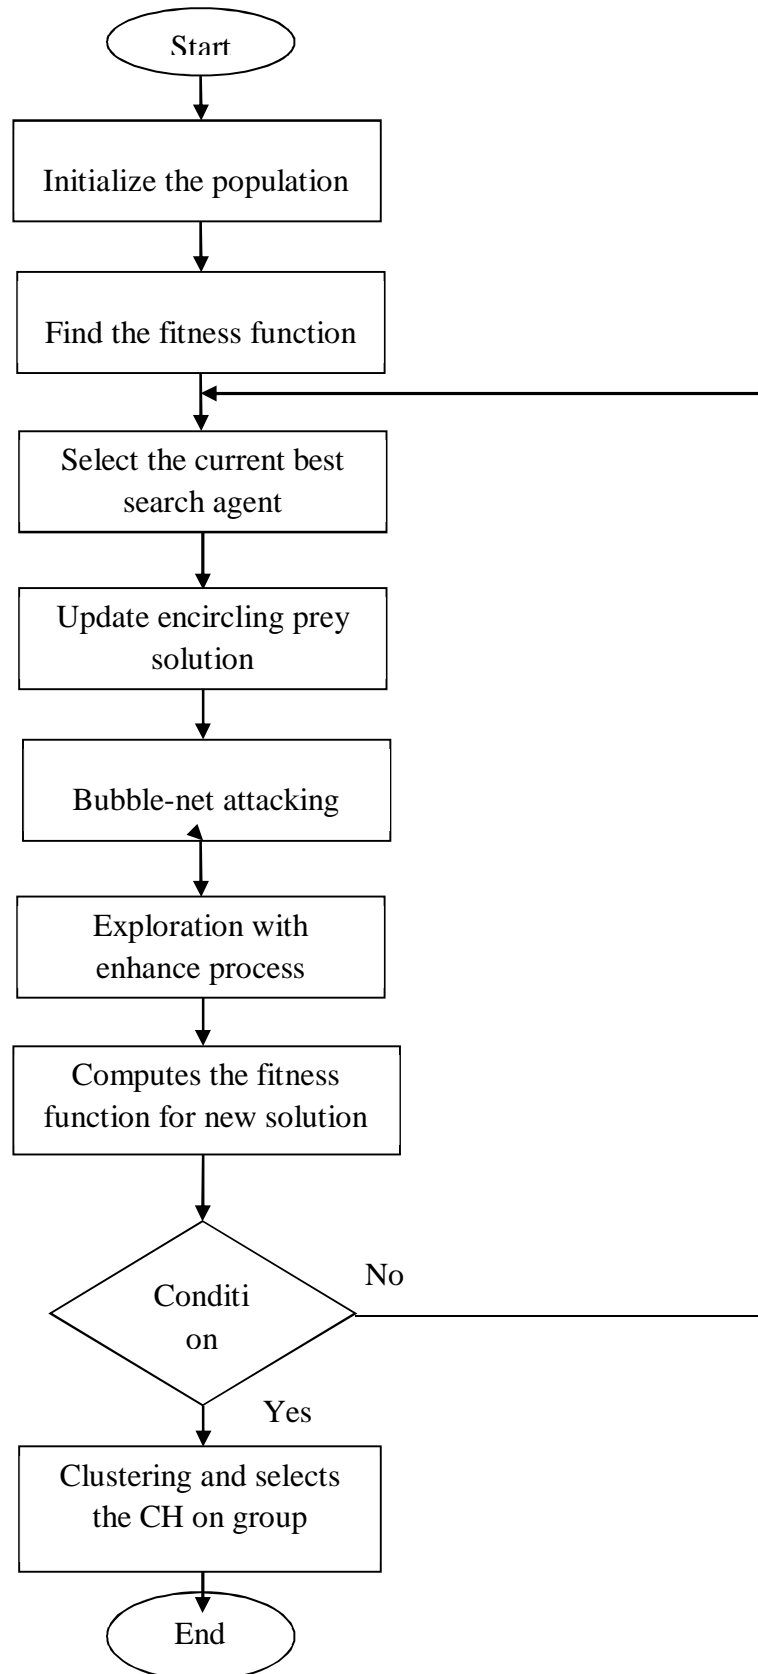 Start
Initialize the population
Find the fitness function
Select the current best
search agent
Update encircling prey
solution
Bubble-net attacking
Exploration with
enhance process
Computes the fitness
function for new solution
No
Conditi
on
Yes
Clustering and selects
the CH on group
End